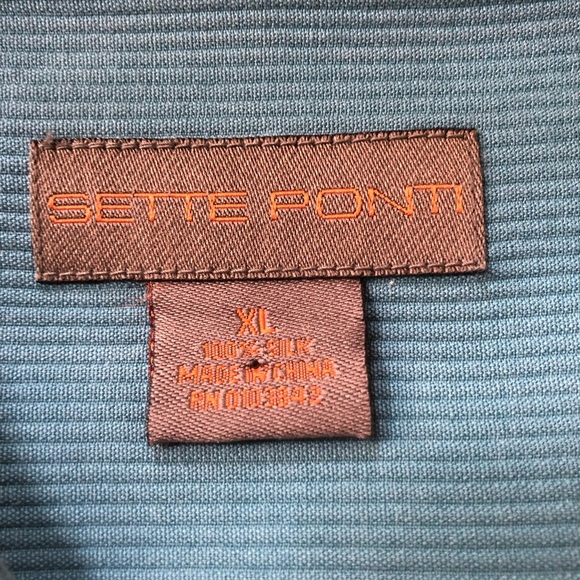 SETTE PONTI
XL
100% SILK
MADE IN CHINA
RN 0103842